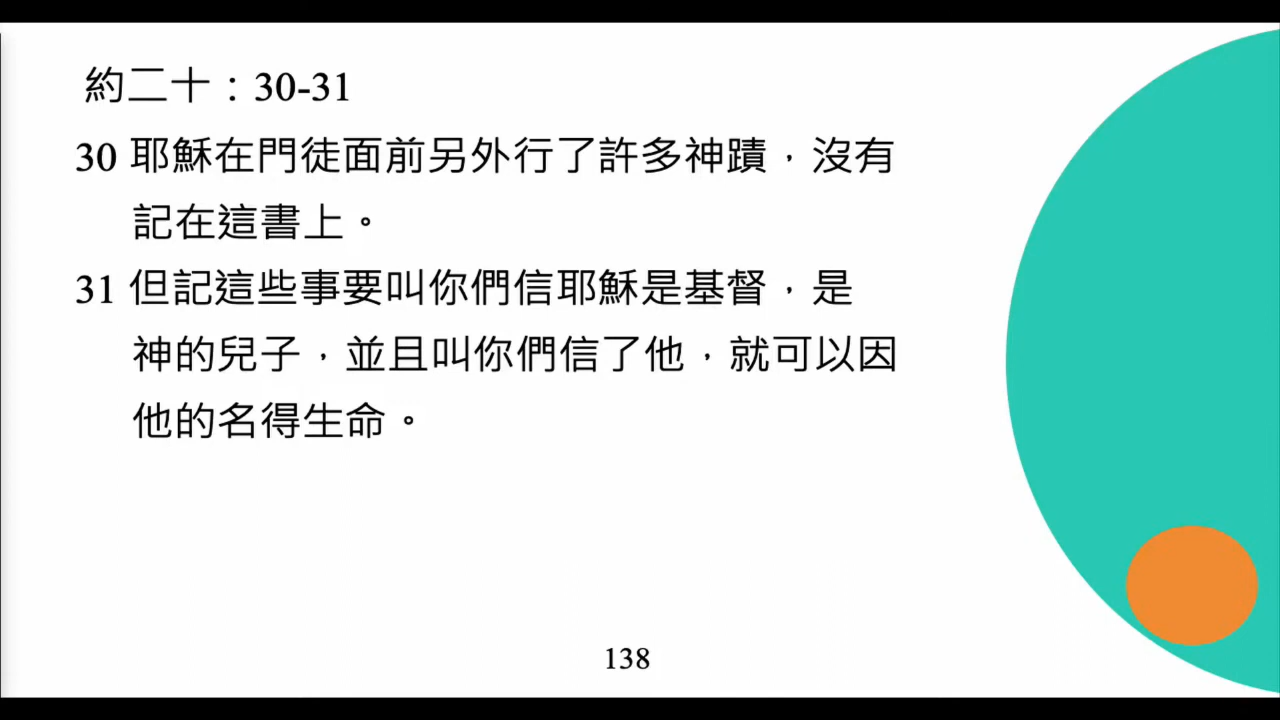 約二十：30-31
30 耶穌在門徒面前另外行了許多神蹟，沒有
記在這書上。
31 但記這些事要叫你們信耶穌是基督，是
神的兒子，並且叫你們信了他，就可以因
他的名得生命。
138